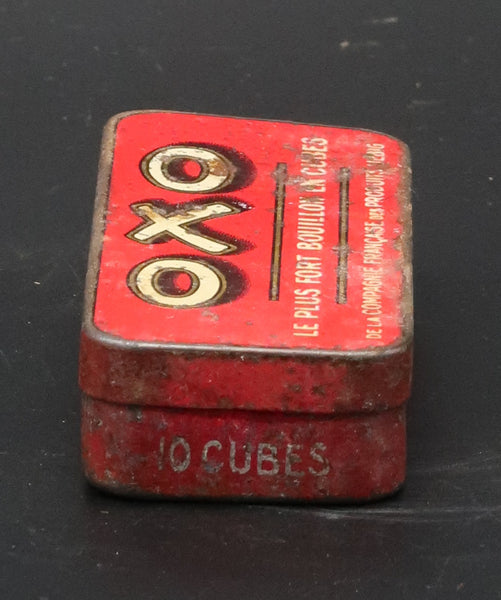 OXO
LE PLUS FORT BOUILLON EN CUBES
DE LA COMPAGNIE FRANÇAISE DES PRODUITS LIEBIG
10 CUBES